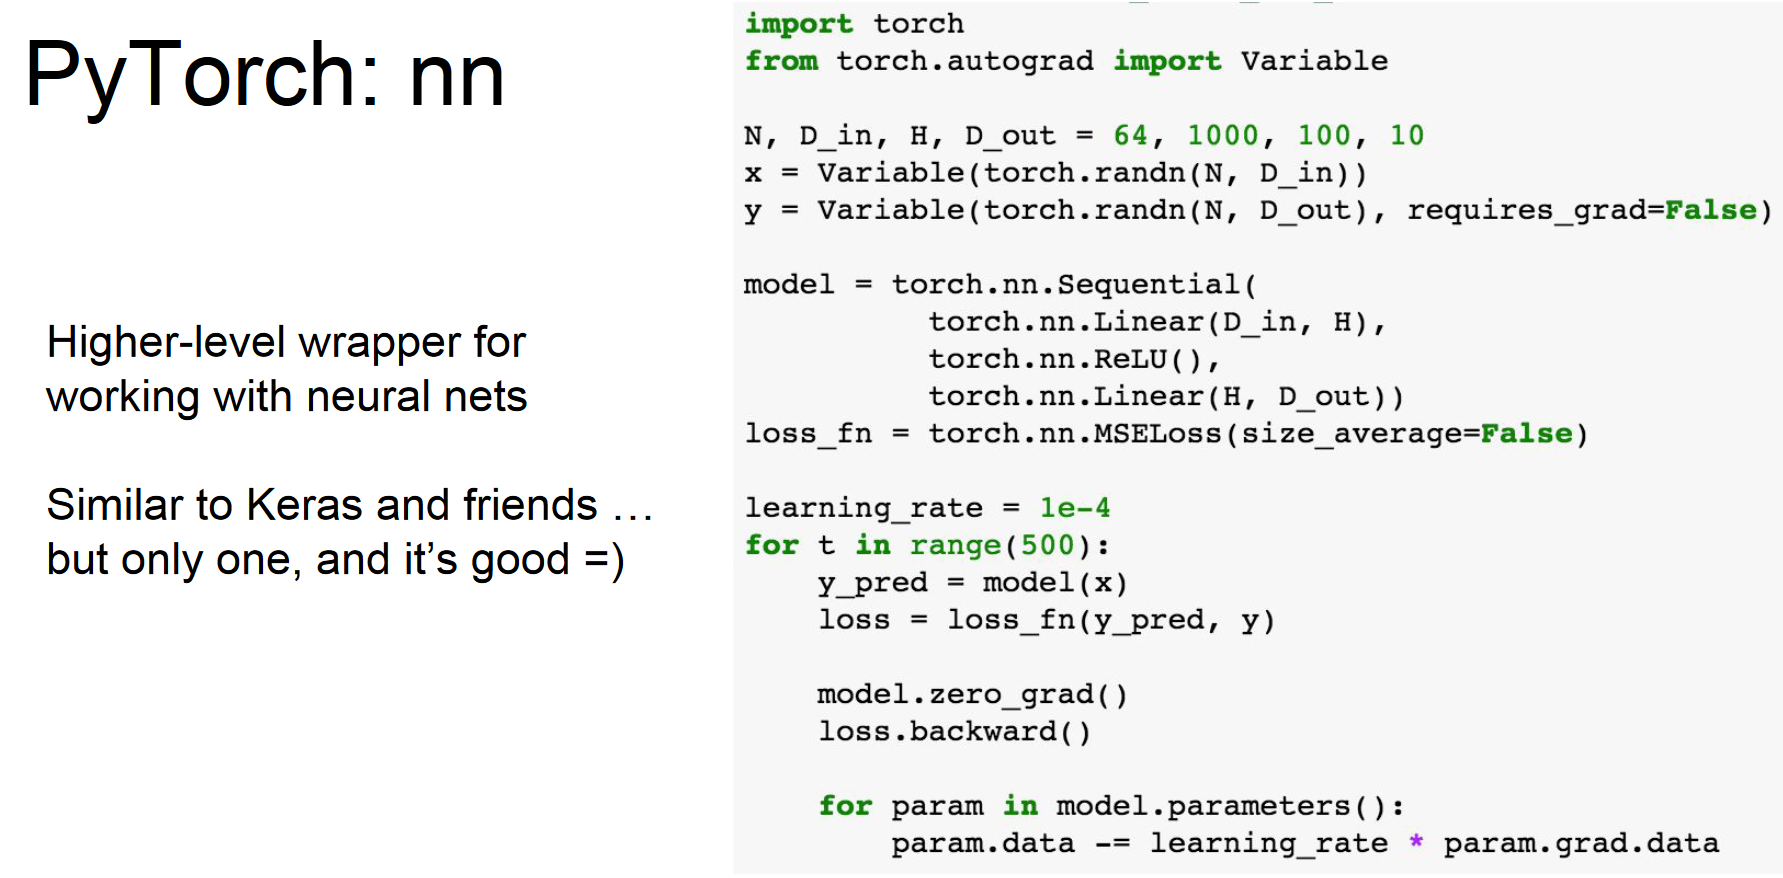 PyTorch: nn
Higher-level wrapper for
working with neural nets
Similar to Keras and friends …
but only one, and it’s good =)
import torch
from torch.autograd import Variable
N, D_in, H, D_out = 64, 1000, 100, 10
x = Variable(torch.randn(N, D_in))
y = Variable(torch.randn(N, D_out), requires_grad=False)
model = torch.nn.Sequential(
          torch.nn.Linear(D_in, H),
          torch.nn.ReLU(),
          torch.nn.Linear(H, D_out))
loss_fn = torch.nn.MSELoss(size_average=False)
learning_rate = 1e-4
for t in range(500):
    y_pred = model(x)
    loss = loss_fn(y_pred, y)
    model.zero_grad()
    loss.backward()
    for param in model.parameters():
        param.data -= learning_rate * param.grad.data